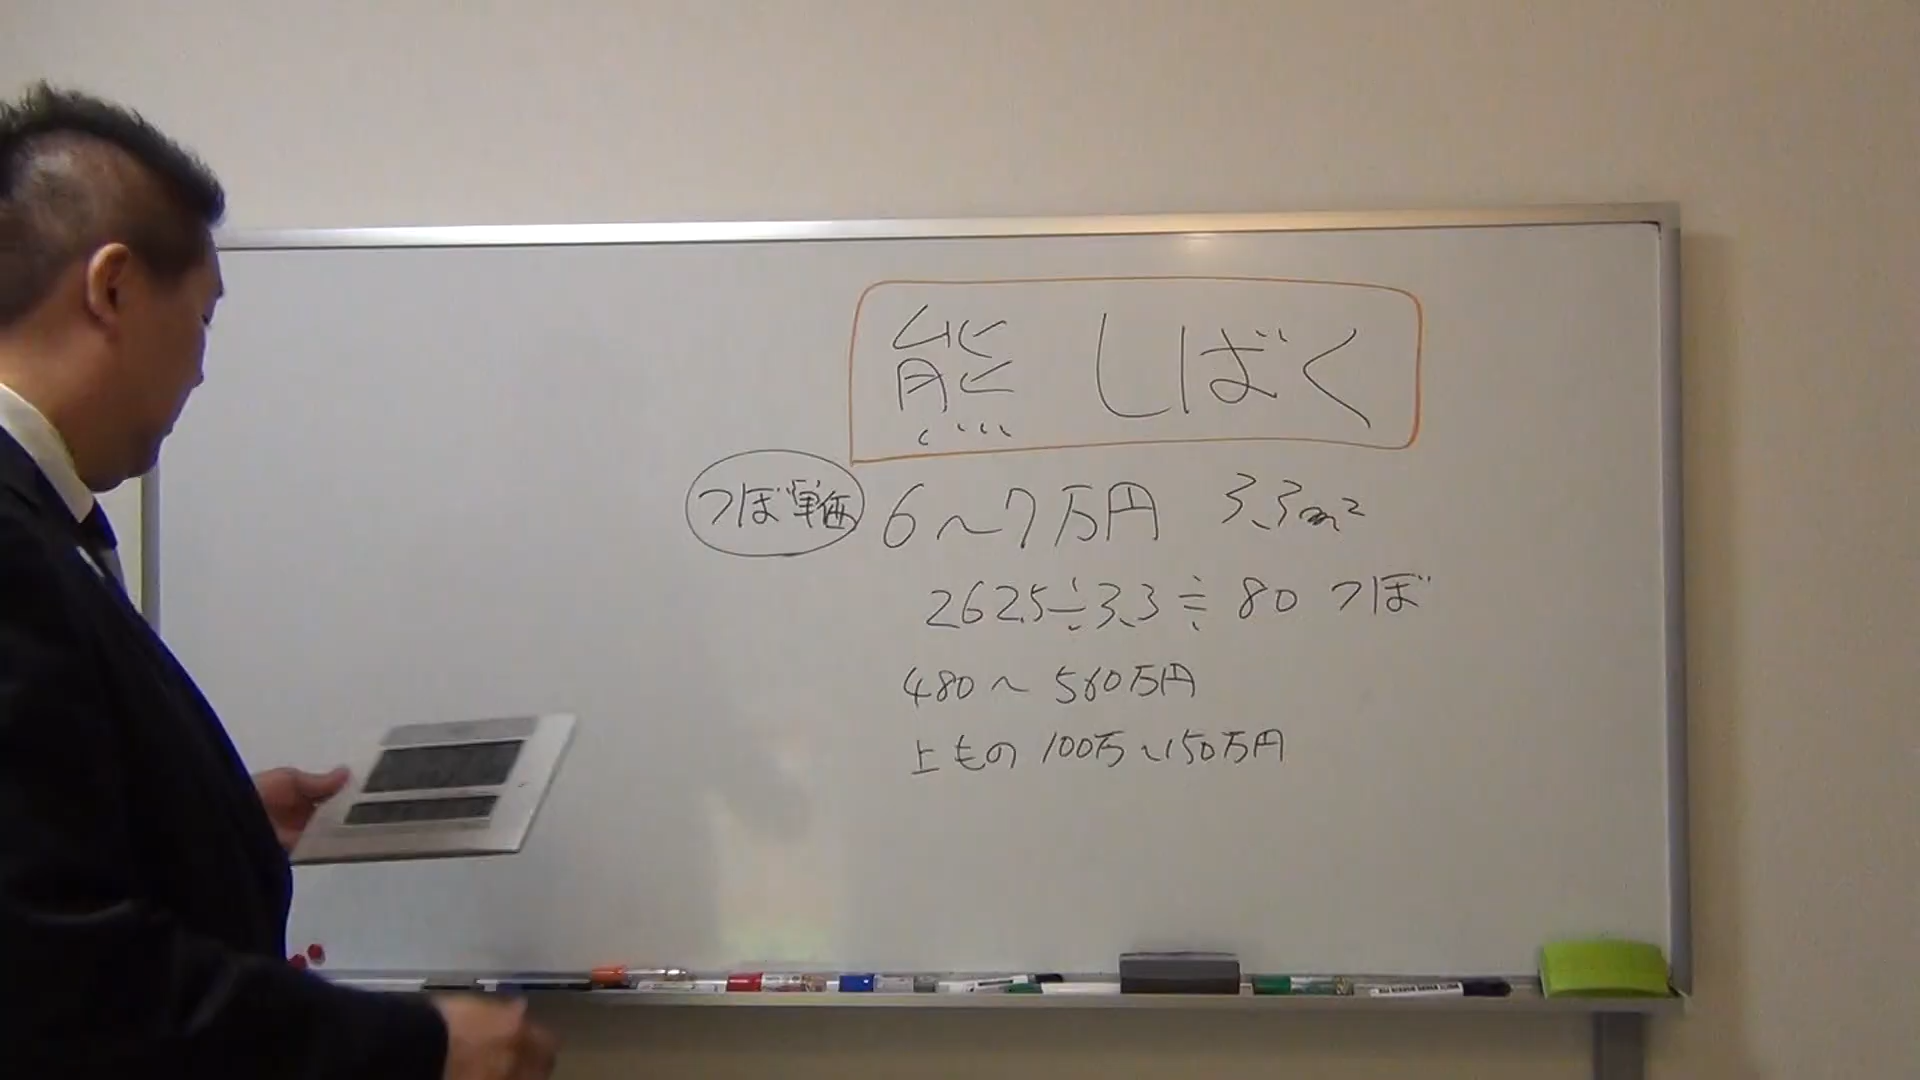 熊 しばく
つぼ単価 6～7万円 3.3m²
262.5÷3.3≒80つぼ
480～560万円
上もの 100万～150万円